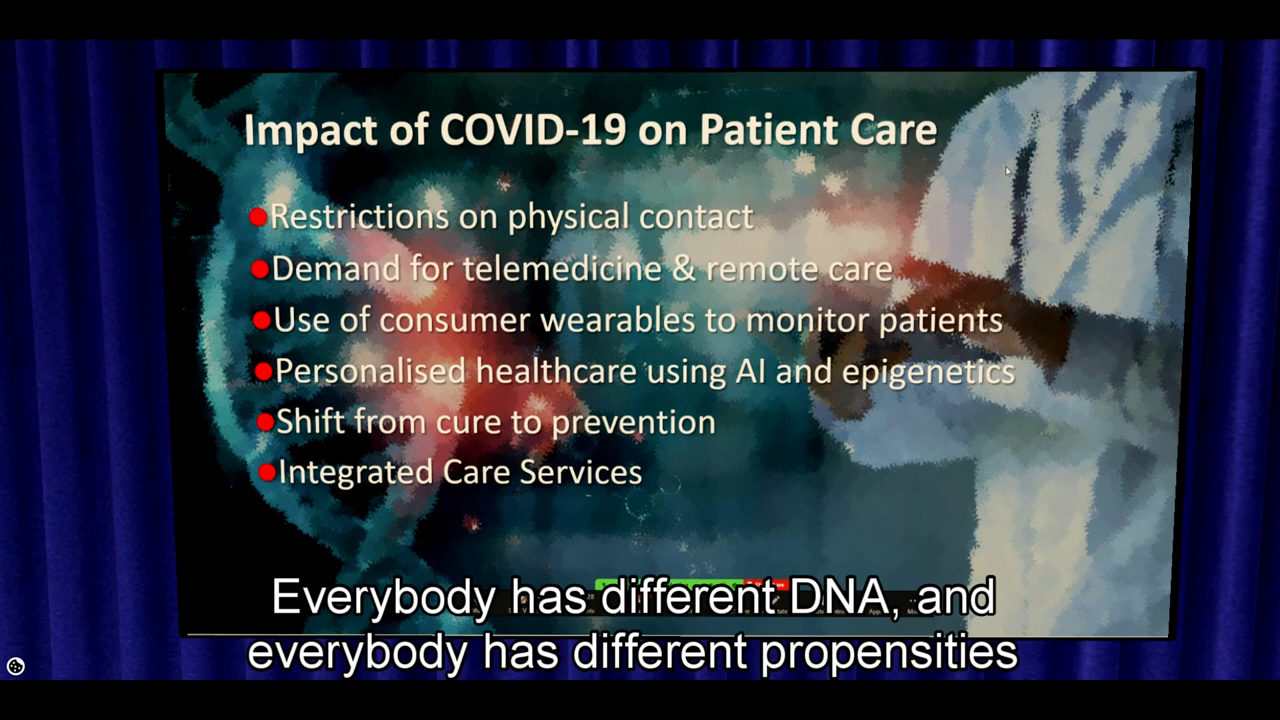 Impact of COVID-19 on Patient Care
Restrictions on physical contact
Demand for telemedicine & remote care
Use of consumer wearables to monitor patients
Personalised healthcare using AI and epigenetics
Shift from cure to prevention
Integrated Care Services
Everybody has different DNA, and
everybody has different propensities